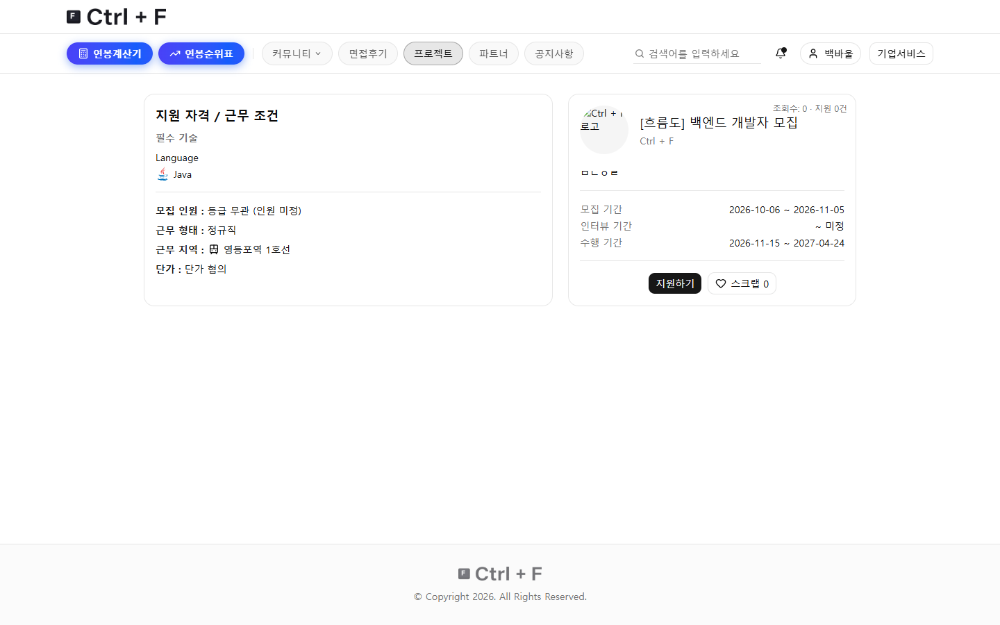 F Ctrl + F
연봉계산기 연봉순위표 커뮤니티 면접후기 프로젝트 파트너 공지사항 검색어를 입력하세요 백바울 기업서비스
지원 자격 / 근무 조건
필수 기술
Language
Java
모집 인원 : 등급 무관 (인원 미정)
근무 형태 : 정규직
근무 지역 : 영등포역 1호선
단가 : 단가 협의
조회수: 0 · 지원 0건
Ctrl +
로고
[흐름도] 백엔드 개발자 모집
Ctrl + F
ㅁㄴㅇㄹ
모집 기간 2026-10-06 ~ 2026-11-05
인터뷰 기간 ~ 미정
수행 기간 2026-11-15 ~ 2027-04-24
지원하기 스크랩 0
F Ctrl + F
© Copyright 2026. All Rights Reserved.